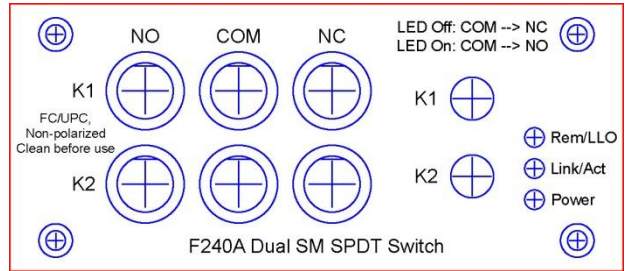 NO COM NC
LED Off: COM --> NC
LED On: COM --> NO
K1
K1
FC/UPC,
Non-polarized
Clean before use
Rem/LLO
K2
K2
Link/Act
Power
F240A Dual SM SPDT Switch